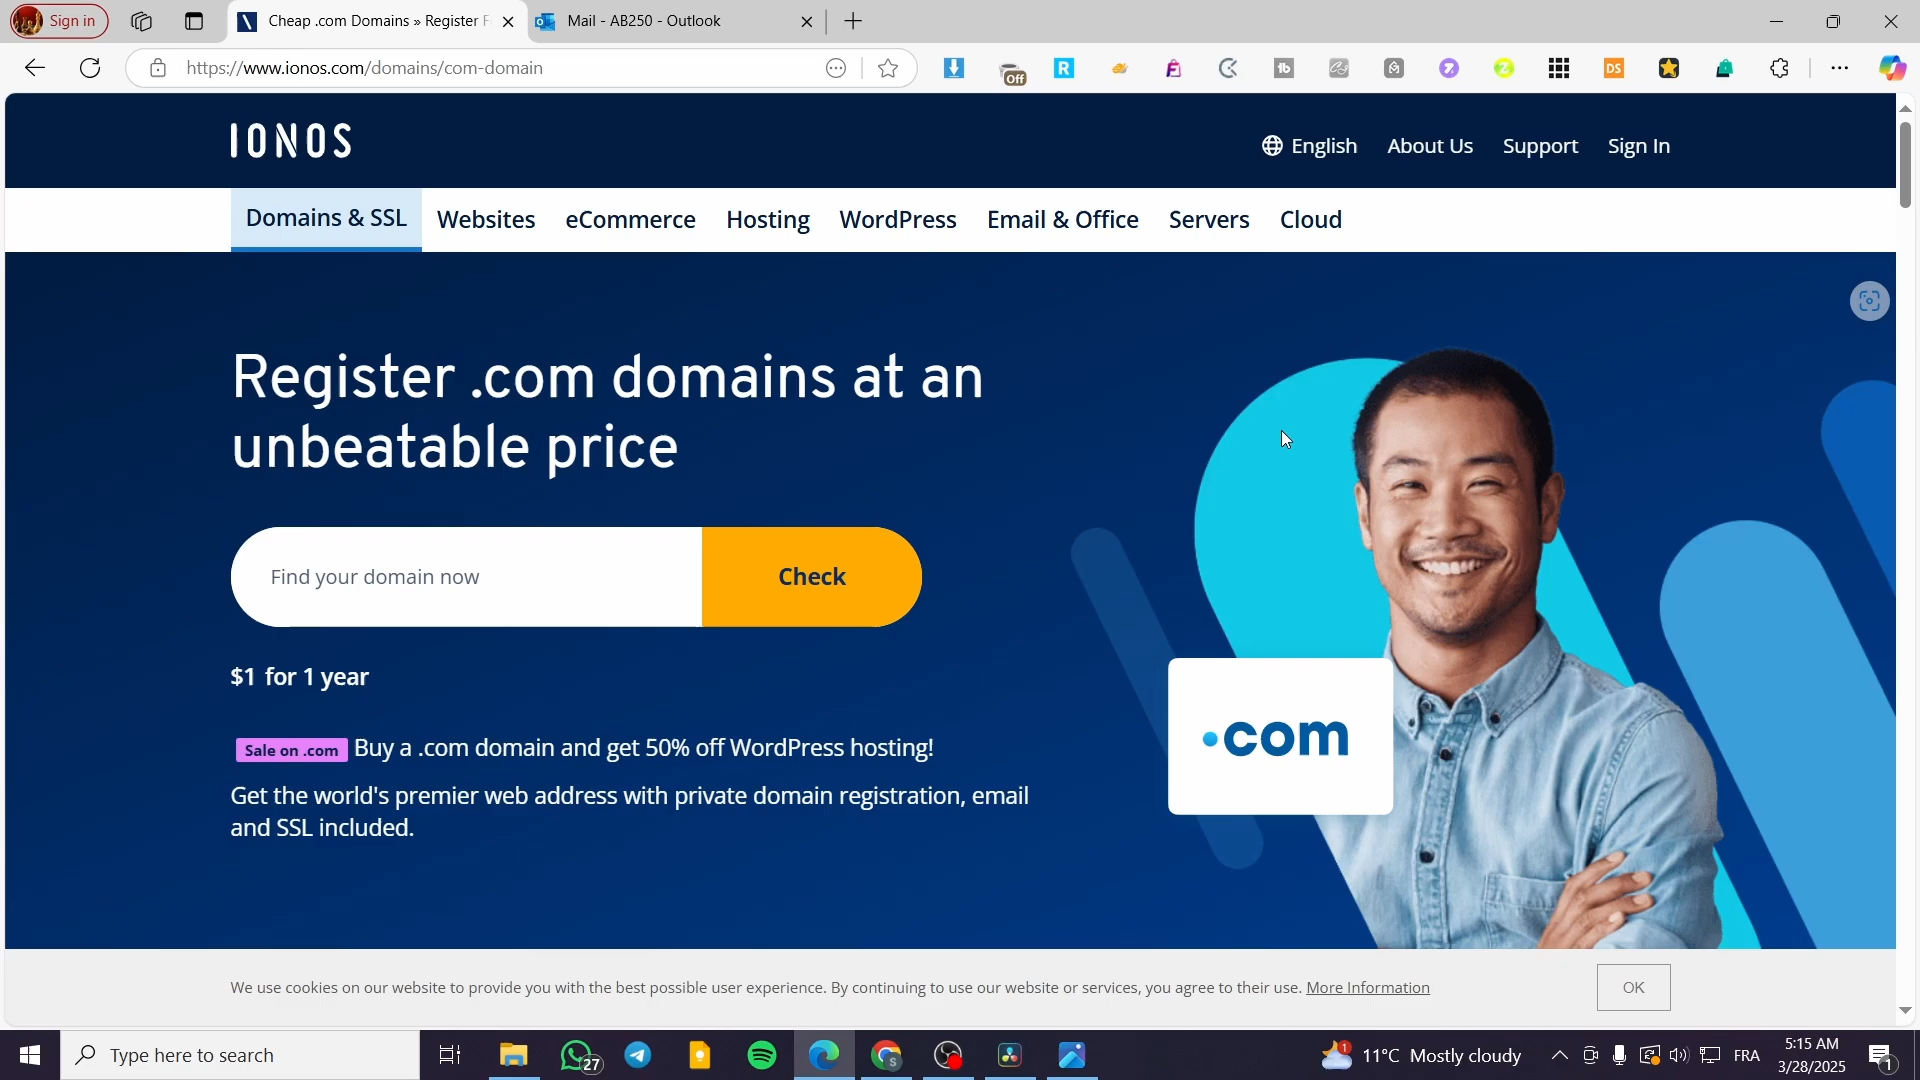 Sign in
Cheap .com Domains » Register F
Mail - AB250 - Outlook
https://www.ionos.com/domains/com-domain
Off
R
tb
DS
IONOS
English
About Us
Support
Sign In
Domains & SSL
Websites
eCommerce
Hosting
WordPress
Email & Office
Servers
Cloud
Register .com domains at an
unbeatable price
Find your domain now
Check
$1 for 1 year
Sale on .com Buy a .com domain and get 50% off WordPress hosting!
Get the world's premier web address with private domain registration, email
and SSL included.
.com
We use cookies on our website to provide you with the best possible user experience. By continuing to use our website or services, you agree to their use. More Information
OK
Type here to search
27
S
1
11°C Mostly cloudy
FRA
5:15 AM
3/28/2025
1